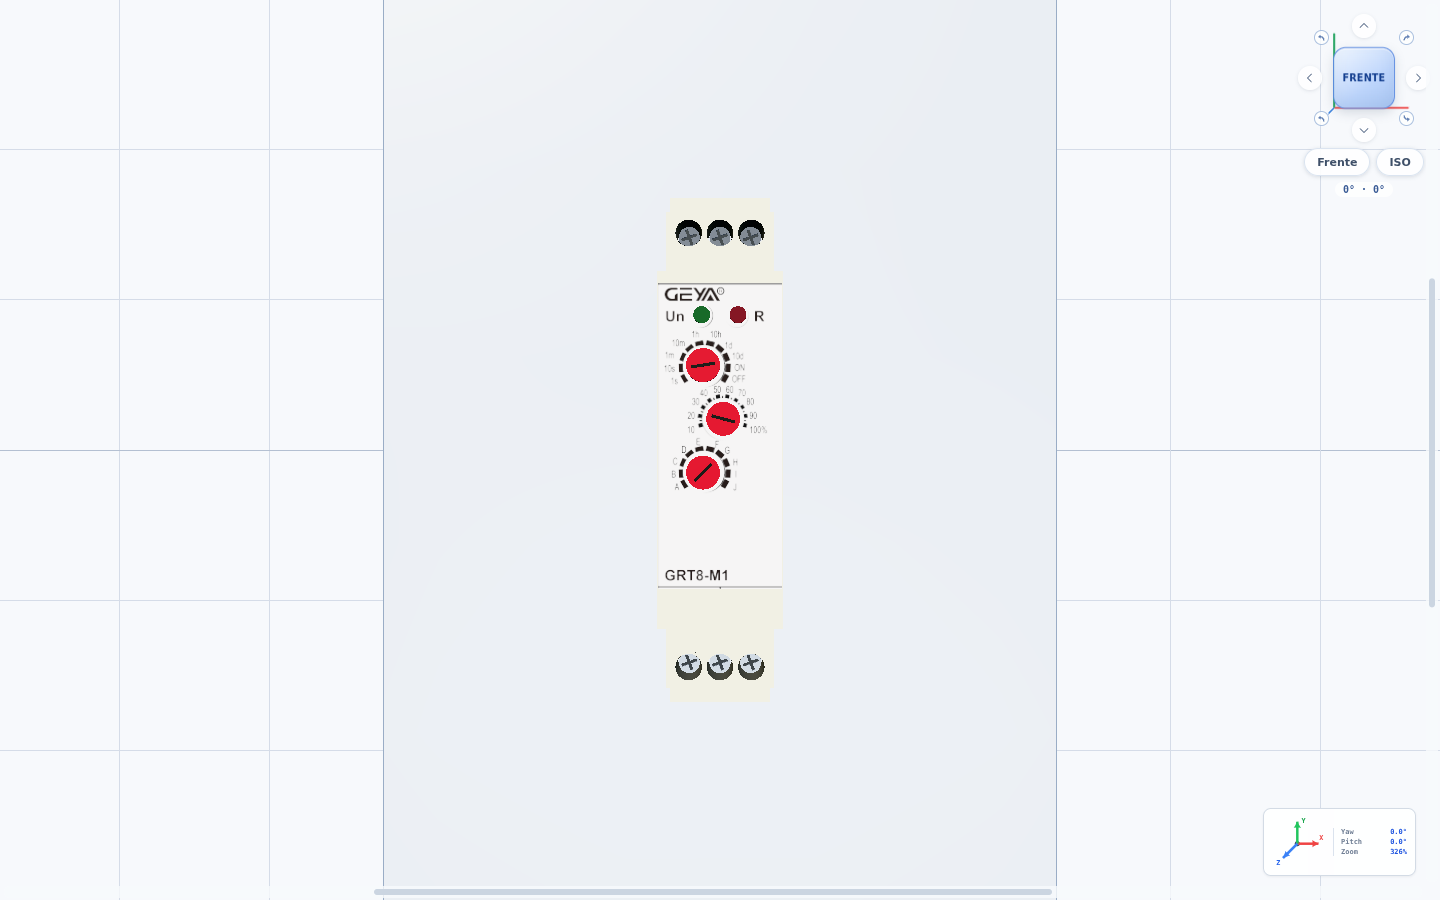 FRENTE
Frente
ISO
0° · 0°
GEYA®
Un
R
1h
10h
10m
1d
1m
10d
10s
ON
1s
OFF
50
60
40
70
30
80
20
90
10
100%
E
F
D
G
C
H
B
I
A
J
GRT8-M1
Y
X
Z
Yaw 0.0°
Pitch 0.0°
Zoom 326%